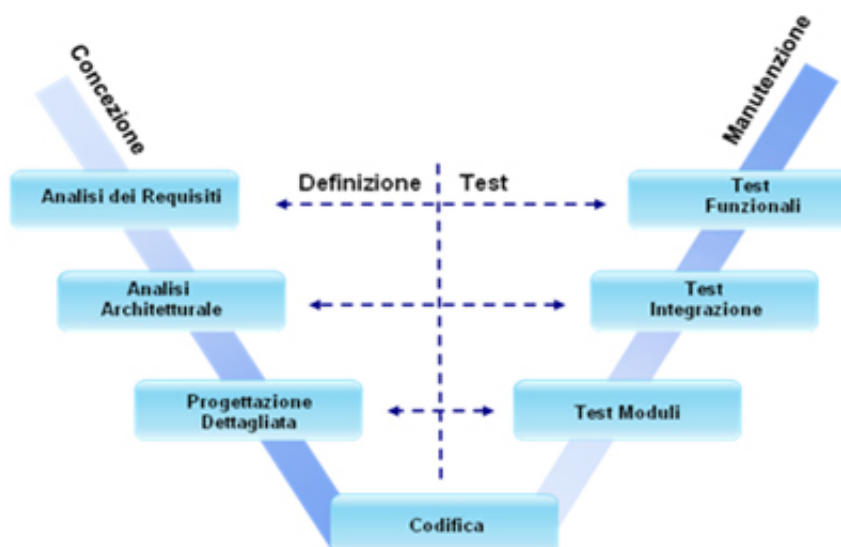 Concezione
Manutenzione
Analisi dei Requisiti
Definizione
Test
Test
Funzionali
Analisi
Architetturale
Test
Integrazione
Progettazione
Dettagliata
Test Moduli
Codifica